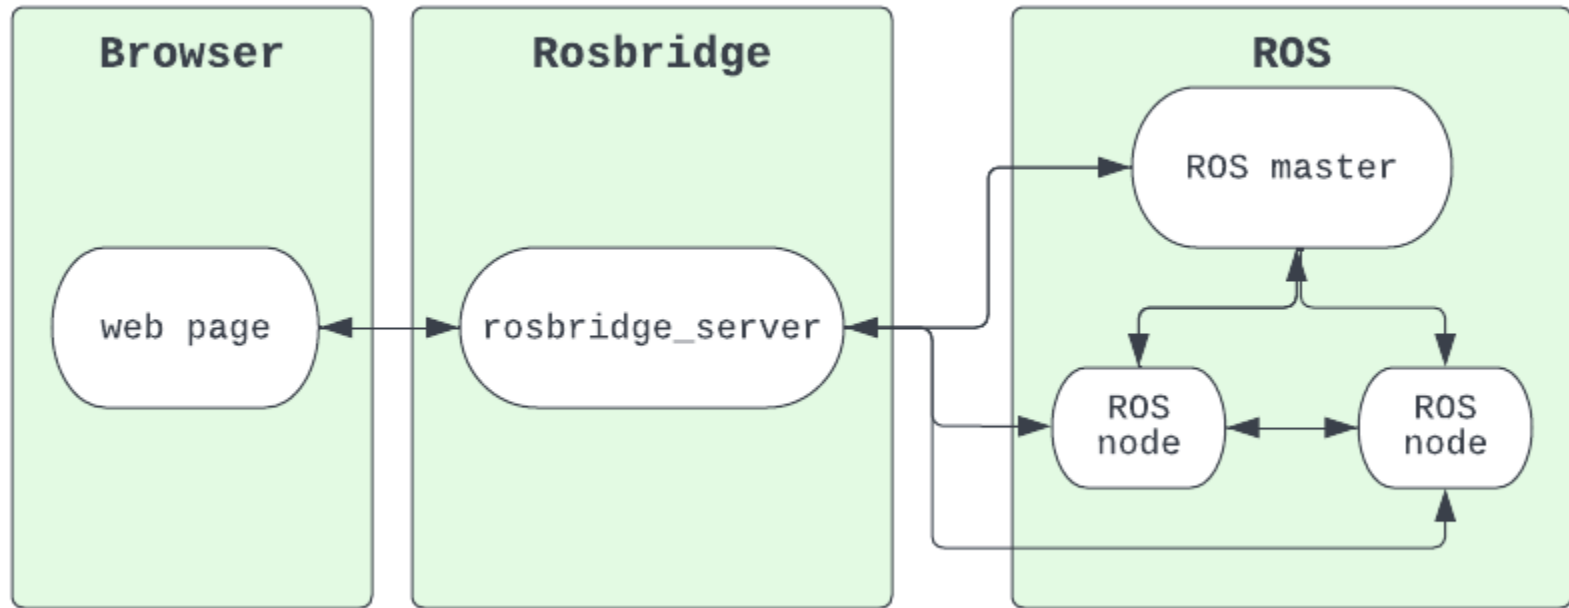 Browser
Rosbridge
ROS
ROS master
web page
rosbridge_server
ROS
node
ROS
node